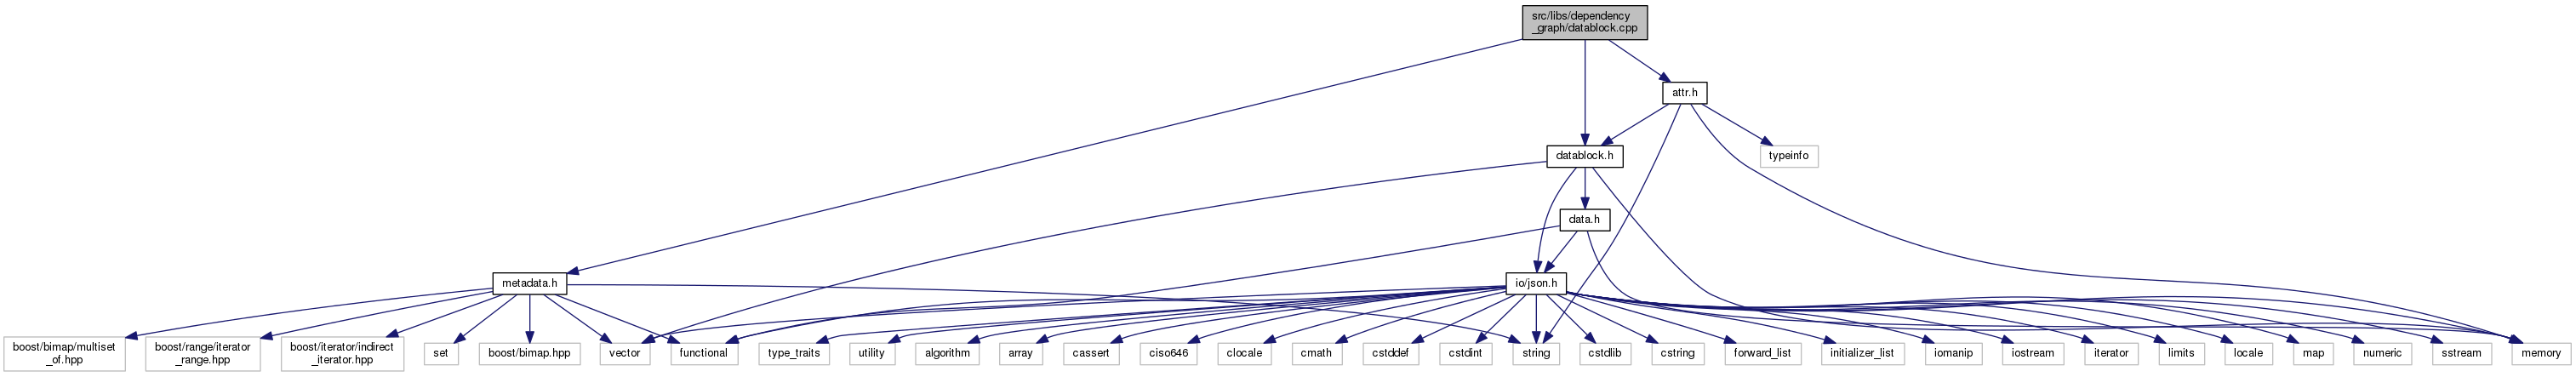 src/libs/dependency
_graph/datablock.cpp
attr.h
datablock.h
typeinfo
data.h
metadata.h
io/json.h
boost/bimap/multiset
_of.hpp
boost/range/iterator
_range.hpp
boost/iterator/indirect
_iterator.hpp
set
boost/bimap.hpp
vector
functional
type_traits
utility
algorithm
array
cassert
ciso646
clocale
cmath
cstddef
cstdint
string
cstdlib
cstring
forward_list
initializer_list
iomanip
iostream
iterator
limits
locale
map
numeric
sstream
memory